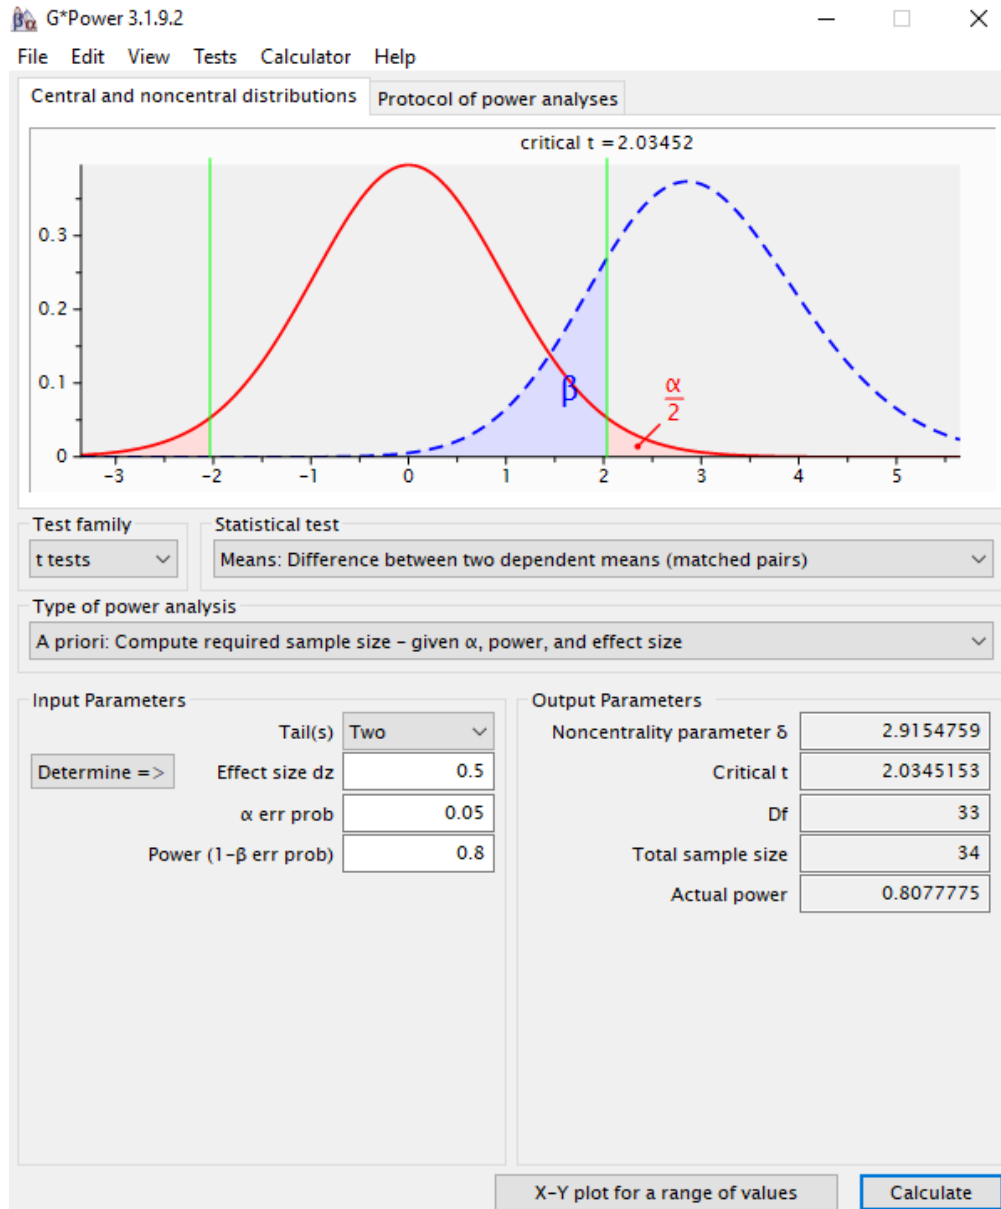 G*Power 3.1.9.2
File Edit View Tests Calculator Help
Central and noncentral distributions Protocol of power analyses
critical t = 2.03452
0.3
0.2
0.1
0
β
α
2
-3 -2 -1 0 1 2 3 4 5
Test family Statistical test
t tests Means: Difference between two dependent means (matched pairs)
Type of power analysis
A priori: Compute required sample size - given α, power, and effect size
Input Parameters Output Parameters
Tail(s) Two Noncentrality parameter δ 2.9154759
Determine => Effect size dz 0.5 Critical t 2.0345153
α err prob 0.05 Df 33
Power (1-β err prob) 0.8 Total sample size 34
Actual power 0.8077775
X-Y plot for a range of values Calculate